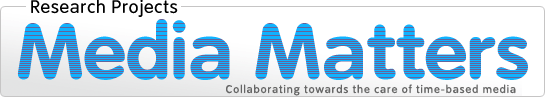 Research Projects
Media Matters
Collaborating towards the care of time-based media